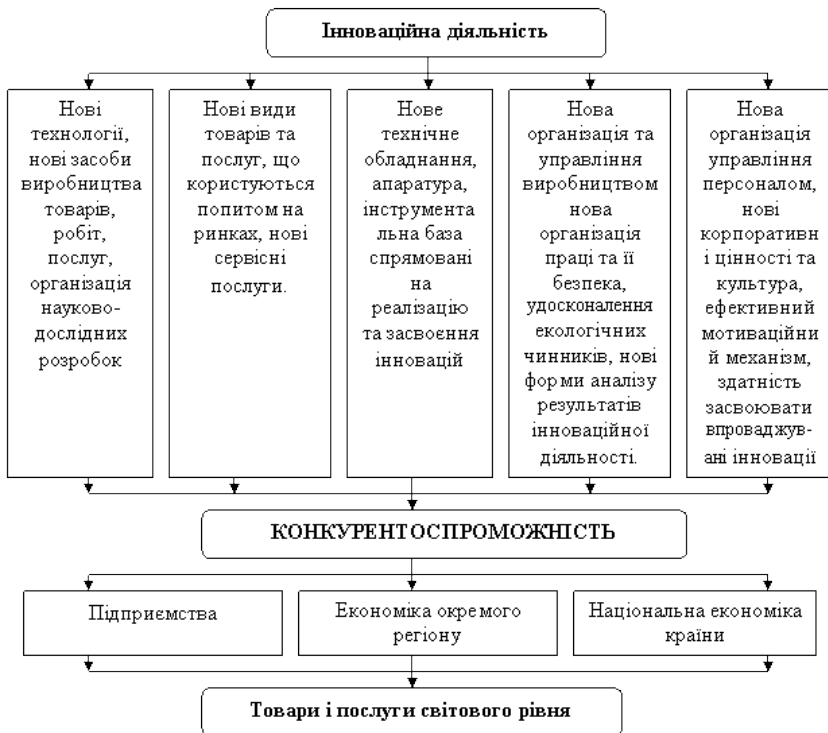 Інноваційна діяльність
Нові
технології,
нові засоби
виробництва
товарів,
робіт,
послуг,
організація
науково-
дослідних
розробок
Нові види
товарів та
послуг, що
користуються
попитом на
ринках, нові
сервісні
послуги.
Нове
технічне
обладнання,
апаратура,
інструмента
льна база
спрямовані
на
реалізацію
та засвоєння
інновацій
Нова
організація та
управління
виробництвом
нова
організація
праці та її
безпека,
удосконалення
екологічних
чинників, нові
форми аналізу
результатів
інноваційної
діяльності.
Нова
організація
управління
персоналом,
нові
корпоративн
і цінності та
культура,
ефективний
мотиваційни
й механізм,
здатність
засвоювати
впроваджув-
ані інновації
КОНКУРЕНТОСПРОМОЖНІСТЬ
Підприємства
Економіка окремого
регіону
Національна економіка
країни
Товари і послуги світового рівня